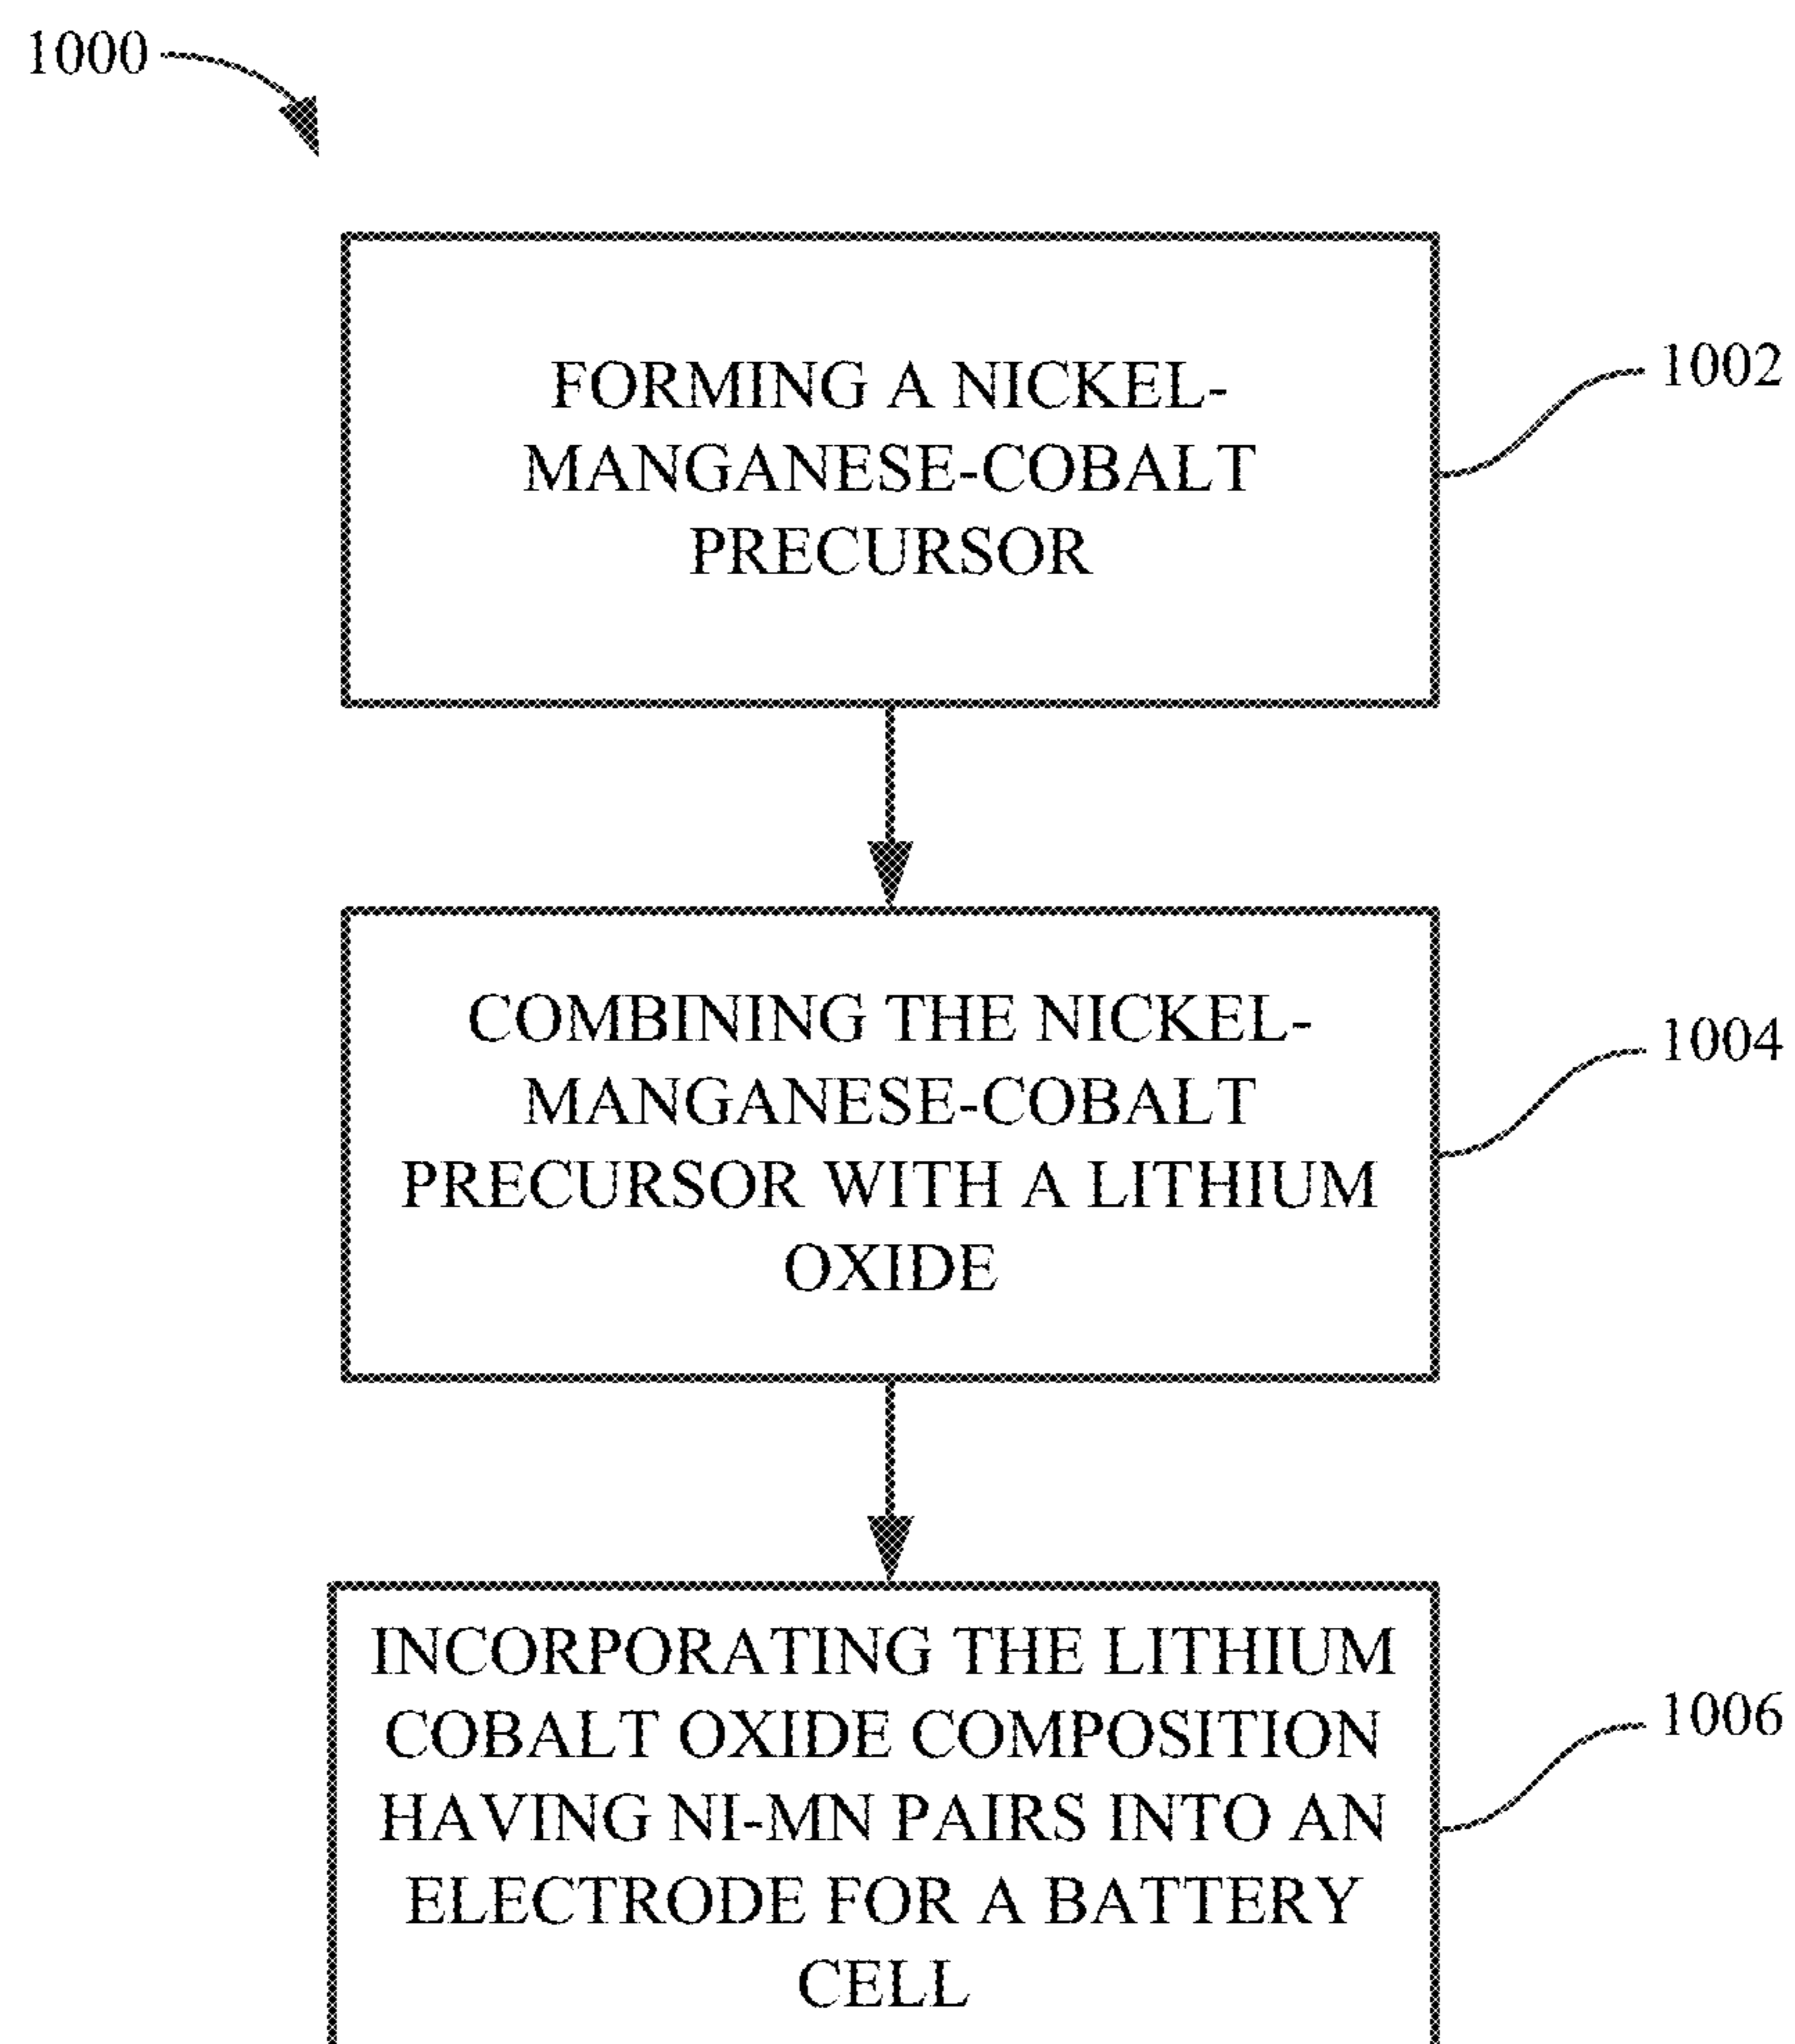 1000
FORMING A NICKEL-
MANGANESE-COBALT
PRECURSOR
1002
COMBINING THE NICKEL-
MANGANESE-COBALT
PRECURSOR WITH A LITHIUM
OXIDE
1004
INCORPORATING THE LITHIUM
COBALT OXIDE COMPOSITION
HAVING NI-MN PAIRS INTO AN
ELECTRODE FOR A BATTERY
CELL
1006